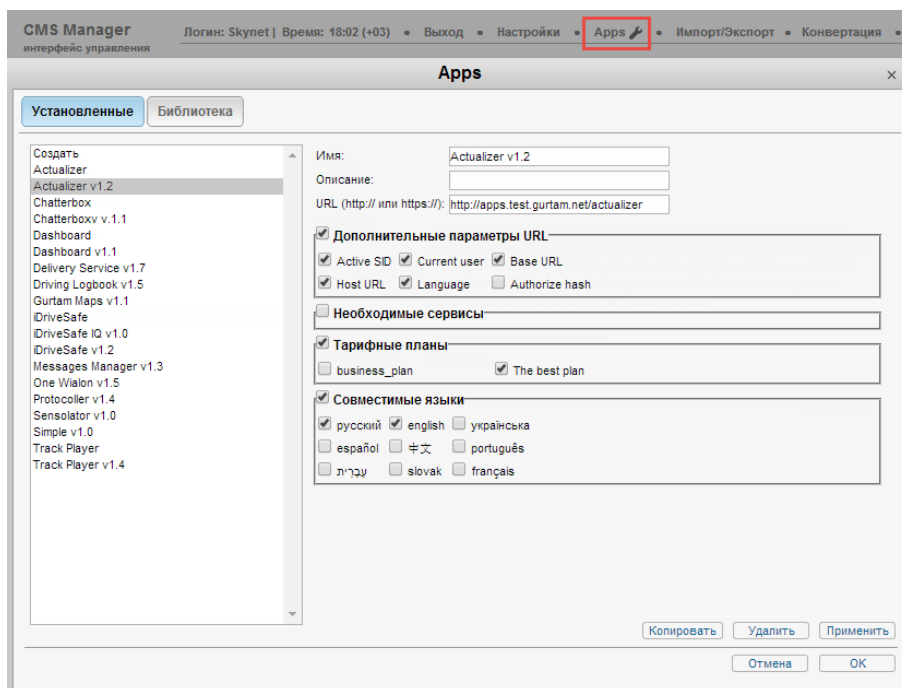 CMS Manager
интерфейс управления
Логин: Skynet | Время: 18:02 (+03) • Выход • Настройки • Apps • Импорт/Экспорт • Конвертация •
Apps
×
Установленные Библиотека
Создать
Actualizer
Actualizer v1.2
Chatterbox
Chatterboxv v.1.1
Dashboard
Dashboard v1.1
Delivery Service v1.7
Driving Logbook v1.5
Gurtam Maps v1.1
iDriveSafe
iDriveSafe IQ v1.0
iDriveSafe v1.2
Messages Manager v1.3
One Wialon v1.5
Protocoller v1.4
Sensolator v1.0
Simple v1.0
Track Player
Track Player v1.4
Имя: Actualizer v1.2
Описание:
URL (http:// или https://): http://apps.test.gurtam.net/actualizer
Дополнительные параметры URL
Active SID Current user Base URL
Host URL Language Authorize hash
Необходимые сервисы
Тарифные планы
business_plan The best plan
Совместимые языки
русский english українська
español 中文 português
עברית slovak français
Копировать Удалить Применить
Отмена OK